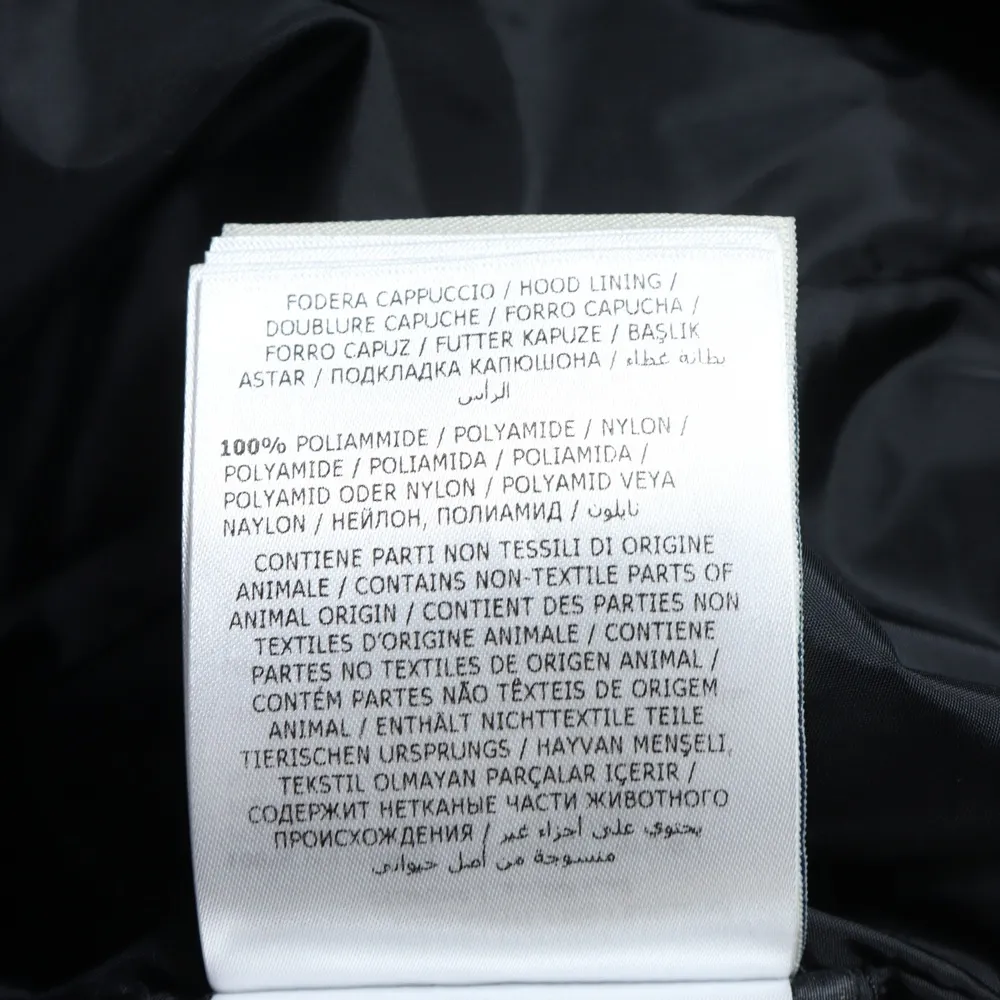 FODERA CAPPUCCIO / HOOD LINING /
DOUBLURE CAPUCHE / FORRO CAPUCHA /
FORRO CAPUZ / FUTTER KAPUZE / BAŞLIK
ASTAR / ПОДКЛАДКА КАПЮШОНА / بطانة غطاء
الرأس
100% POLIAMMIDE / POLYAMIDE / NYLON /
POLYAMIDE / POLIAMIDA / POLIAMIDA /
POLYAMID ODER NYLON / POLYAMID VEYA
NAYLON / НЕЙЛОН, ПОЛИАМИД / نايلون
CONTIENE PARTI NON TESSILI DI ORIGINE
ANIMALE / CONTAINS NON-TEXTILE PARTS OF
ANIMAL ORIGIN / CONTIENT DES PARTIES NON
TEXTILES D'ORIGINE ANIMALE / CONTIENE
PARTES NO TEXTILES DE ORIGEN ANIMAL /
CONTÉM PARTES NÃO TÊXTEIS DE ORIGEM
ANIMAL / ENTHÄLT NICHTTEXTILE TEILE
TIERISCHEN URSPRUNGS / HAYVAN MENŞELI,
TEKSTIL OLMAYAN PARÇALAR IÇERIR /
СОДЕРЖИТ НЕТКАНЫЕ ЧАСТИ ЖИВОТНОГО
ПРОИСХОЖДЕНИЯ / يحتوي على أجزاء غير
منسوجة من أصل حيواني